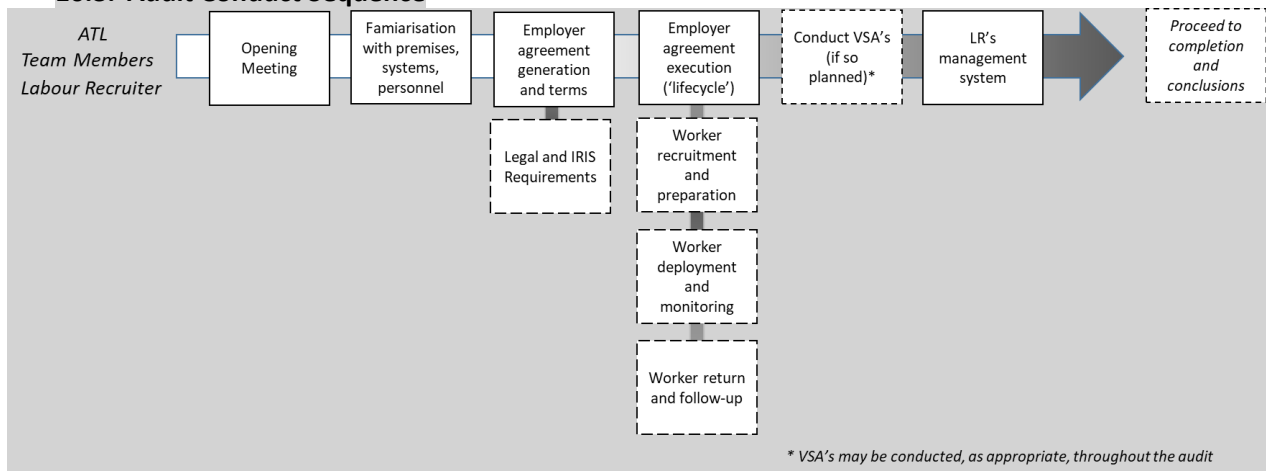 ATL
Team Members
Labour Recruiter
Opening
Meeting
Famiarisation
with premises,
systems,
personnel
Employer
agreement
generation
and terms
Employer
agreement
execution
('lifecycle')
Conduct VSA's
(if so
planned)*
LR's
management
system
Proceed to
completion
and
conclusions
Legal and IRIS
Requirements
Worker
recruitment
and
preparation
Worker
deployment
and
monitoring
Worker return
and follow-up
* VSA's may be conducted, as appropriate, throughout the audit